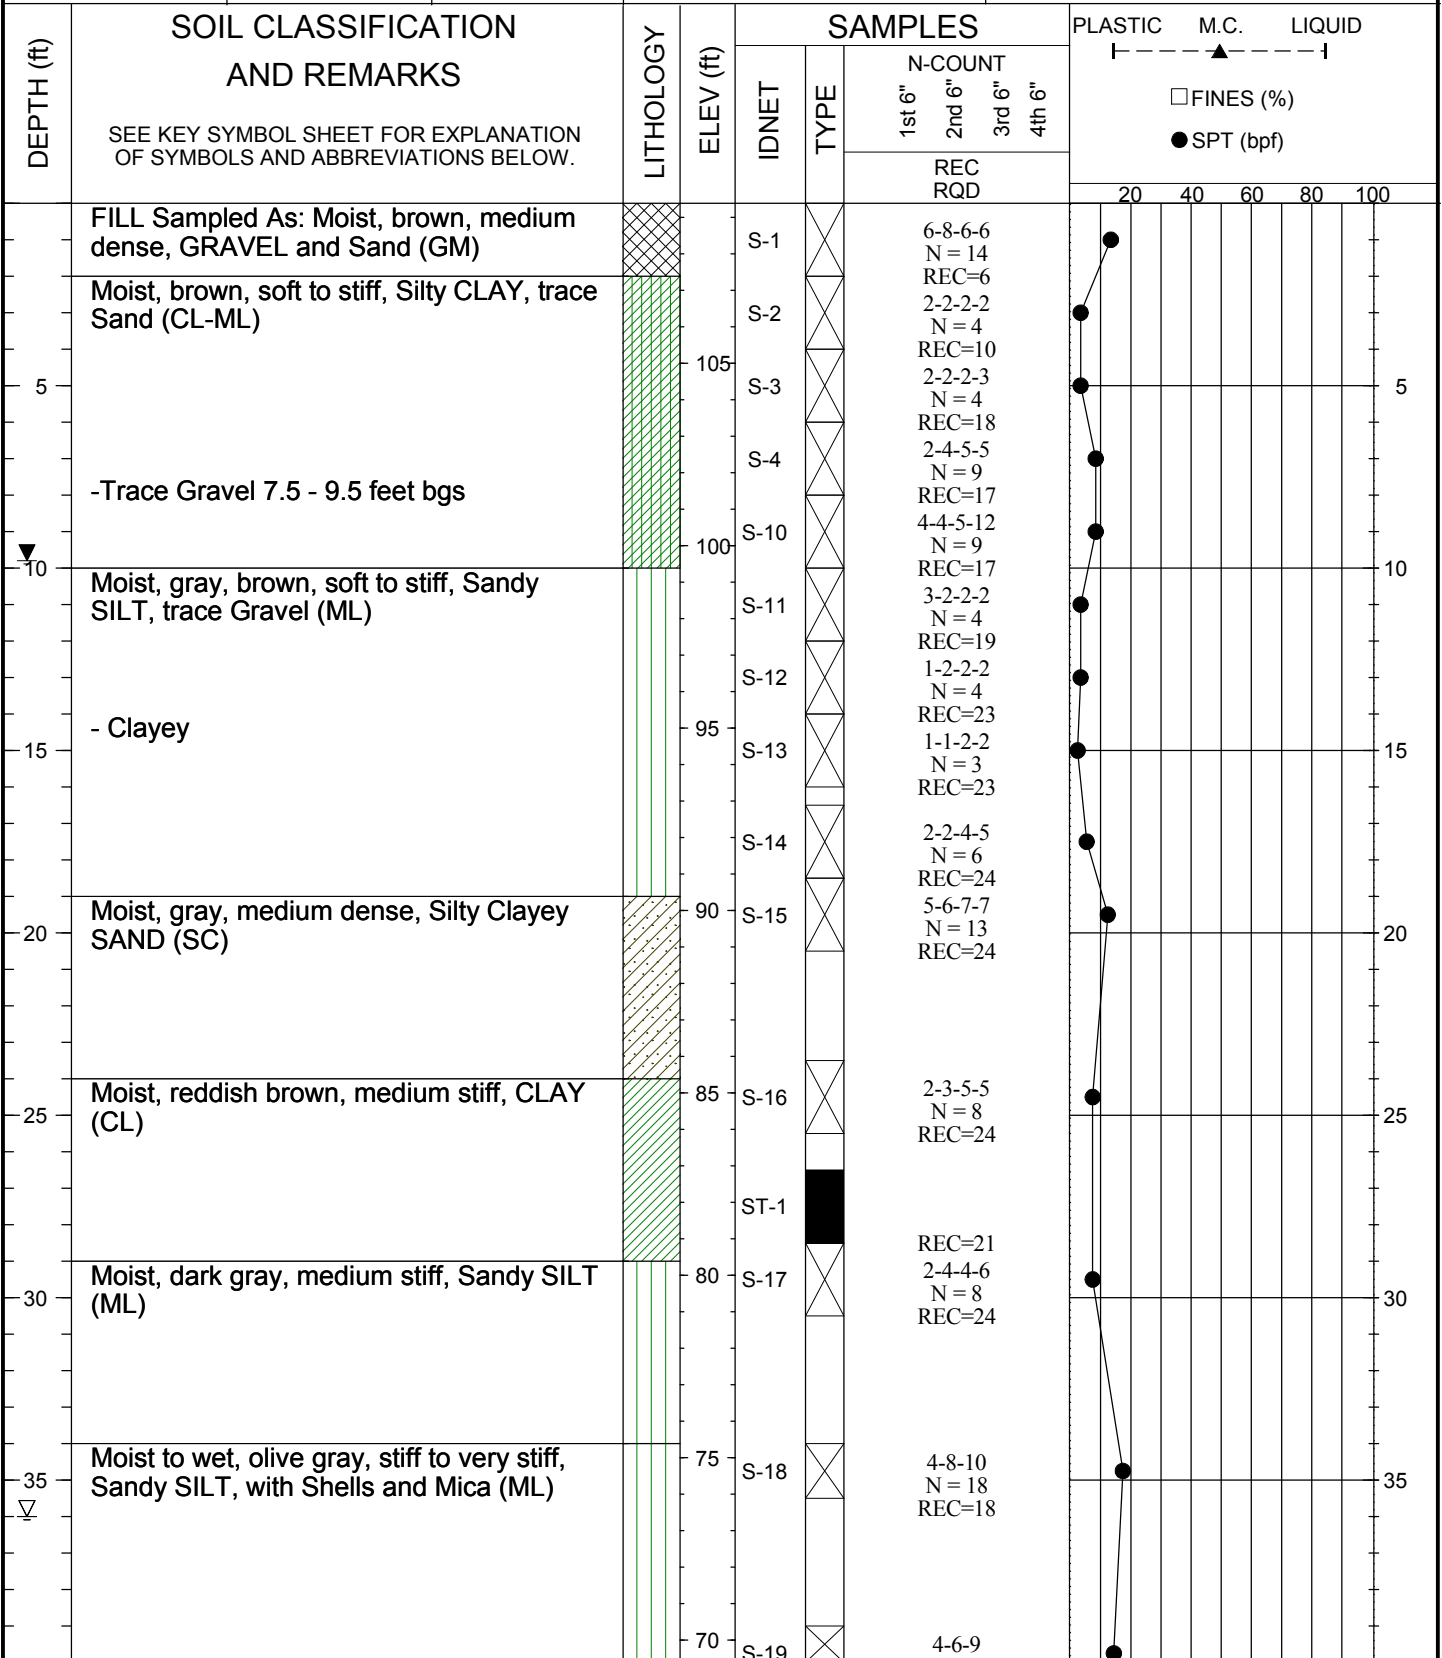 SOIL CLASSIFICATION
AND REMARKS
SEE KEY SYMBOL SHEET FOR EXPLANATION
OF SYMBOLS AND ABBREVIATIONS BELOW.
DEPTH (ft)
LITHOLOGY
ELEV (ft)
SAMPLES
IDNET
TYPE
N-COUNT
1st 6"
2nd 6"
3rd 6"
4th 6"
REC
RQD
PLASTIC M.C. LIQUID
FINES (%)
SPT (bpf)
20 40 60 80 100
FILL Sampled As: Moist, brown, medium
dense, GRAVEL and Sand (GM)
S-1
6-8-6-6
N = 14
REC=6
Moist, brown, soft to stiff, Silty CLAY, trace
Sand (CL-ML)
S-2
2-2-2-2
N = 4
REC=10
105
5
S-3
2-2-2-3
N = 4
REC=18
5
S-4
2-4-5-5
N = 9
REC=17
-Trace Gravel 7.5 - 9.5 feet bgs
100
S-10
4-4-5-12
N = 9
REC=17
10
10
Moist, gray, brown, soft to stiff, Sandy
SILT, trace Gravel (ML)
S-11
3-2-2-2
N = 4
REC=19
S-12
1-2-2-2
N = 4
REC=23
- Clayey
95
15
S-13
1-1-2-2
N = 3
REC=23
15
S-14
2-2-4-5
N = 6
REC=24
Moist, gray, medium dense, Silty Clayey
SAND (SC)
90
S-15
5-6-7-7
N = 13
REC=24
20
20
Moist, reddish brown, medium stiff, CLAY
(CL)
85
S-16
2-3-5-5
N = 8
REC=24
25
25
ST-1
REC=21
Moist, dark gray, medium stiff, Sandy SILT
(ML)
80
S-17
2-4-4-6
N = 8
REC=24
30
30
Moist to wet, olive gray, stiff to very stiff,
Sandy SILT, with Shells and Mica (ML)
75
S-18
4-8-10
N = 18
REC=18
35
35
70
S-19
4-6-9